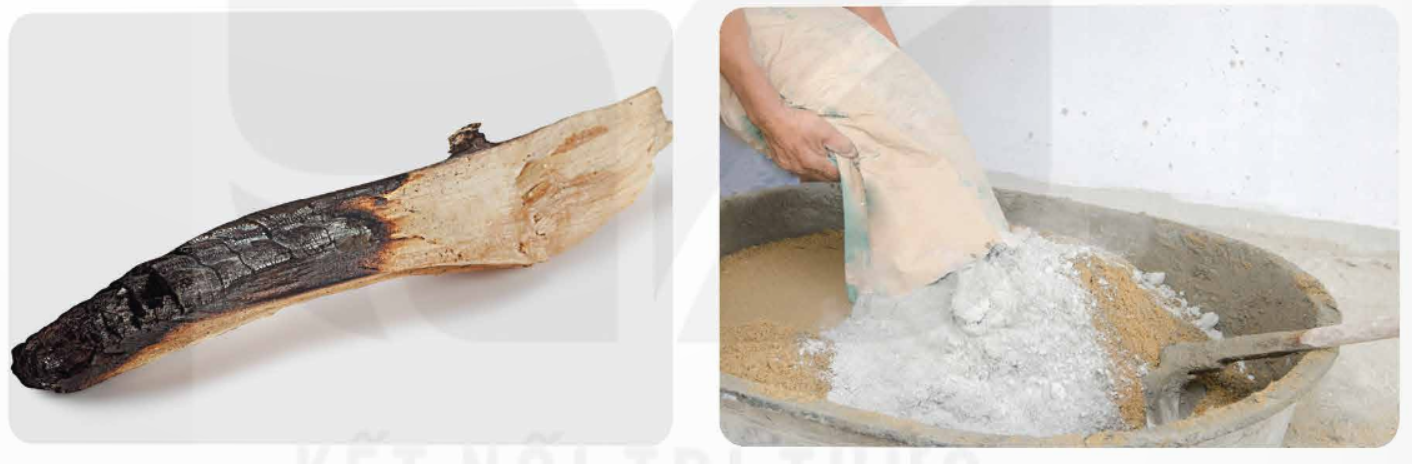 KẾT NỐI TRI THỨC